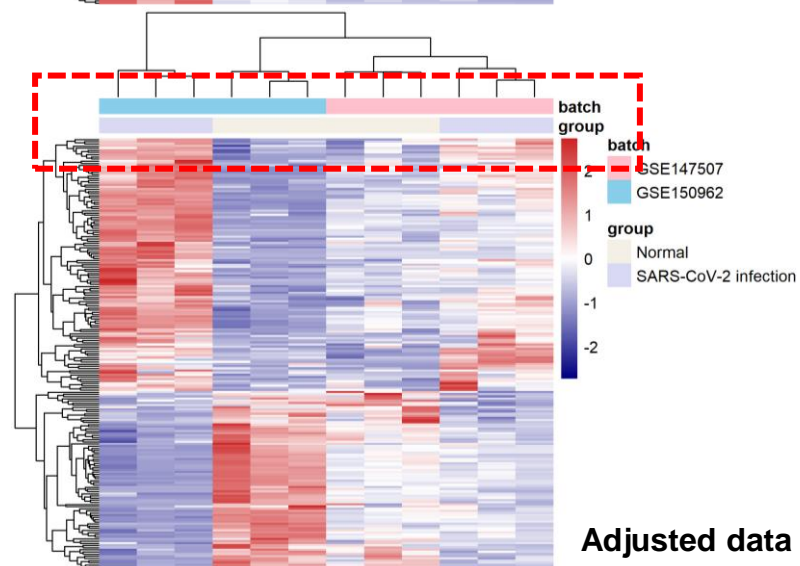 batch
group
batch
GSE147507
GSE150962
2
1
0
-1
-2
group
Normal
SARS-CoV-2 infection
Adjusted data